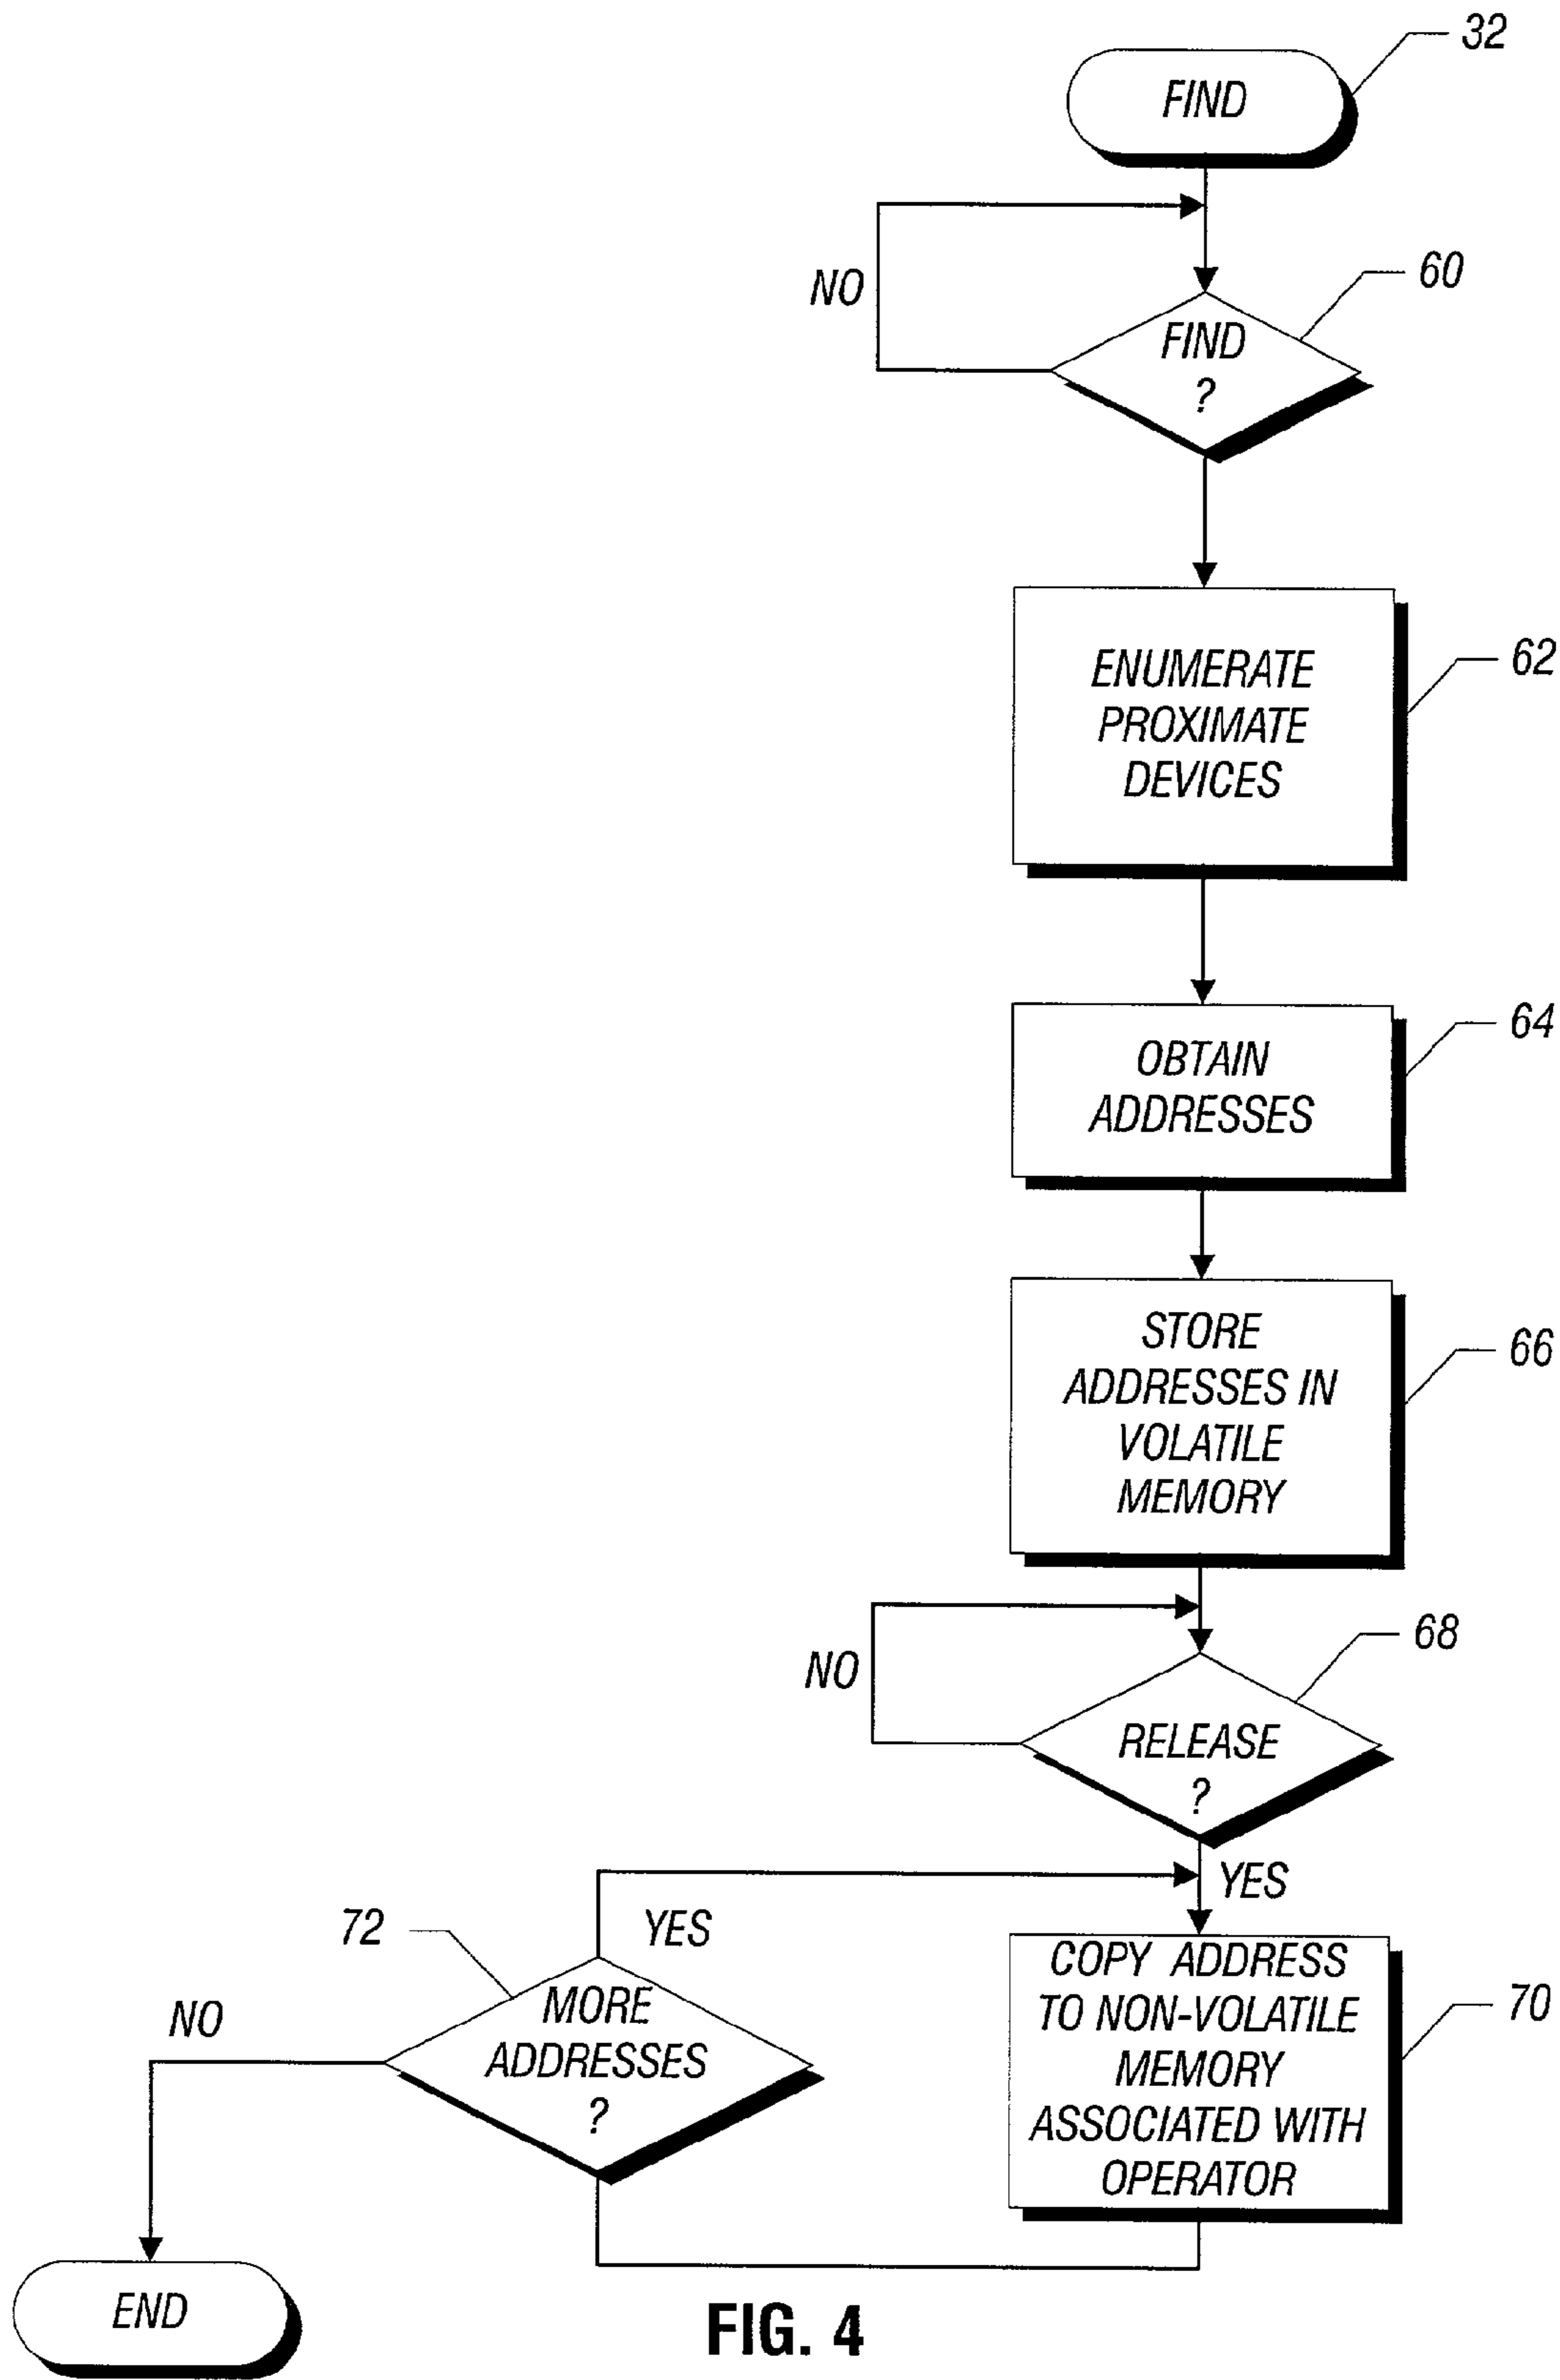 32
FIND
NO
60
FIND
?
62
ENUMERATE
PROXIMATE
DEVICES
64
OBTAIN
ADDRESSES
66
STORE
ADDRESSES IN
VOLATILE
MEMORY
68
NO
RELEASE
?
YES
72
YES
NO
MORE
ADDRESSES
?
COPY ADDRESS
TO NON-VOLATILE
MEMORY
ASSOCIATED WITH
OPERATOR
70
END
FIG. 4